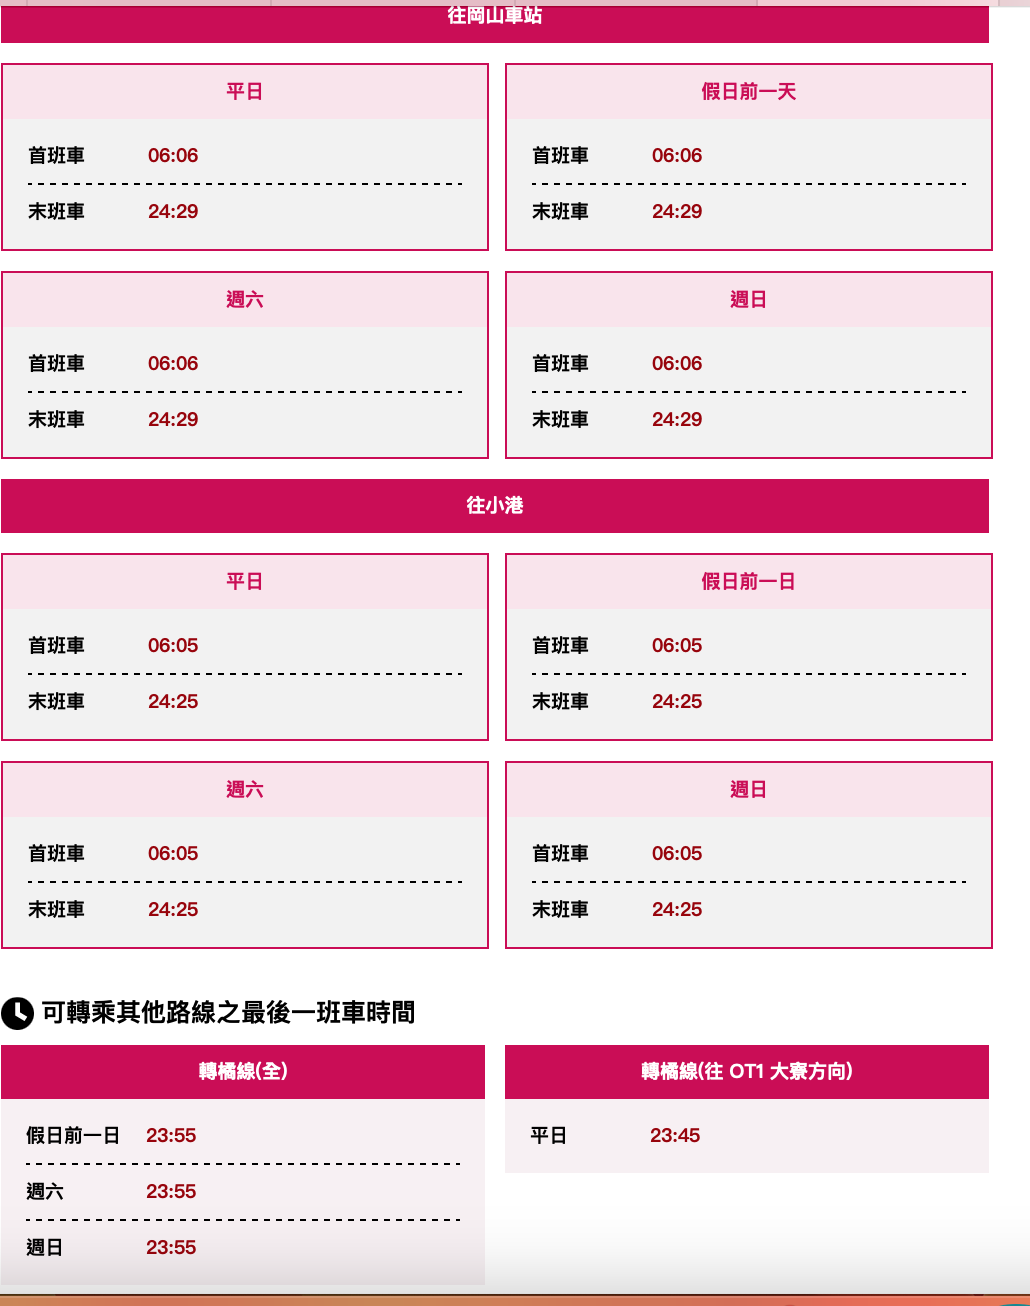 往岡山車站
平日
首班車 06:06
末班車 24:29
假日前一天
首班車 06:06
末班車 24:29
週六
首班車 06:06
末班車 24:29
週日
首班車 06:06
末班車 24:29
往小港
平日
首班車 06:05
末班車 24:25
假日前一日
首班車 06:05
末班車 24:25
週六
首班車 06:05
末班車 24:25
週日
首班車 06:05
末班車 24:25
可轉乘其他路線之最後一班車時間
轉橘線(全)
假日前一日 23:55
週六 23:55
週日 23:55
轉橘線(往 OT1 大寮方向)
平日 23:45